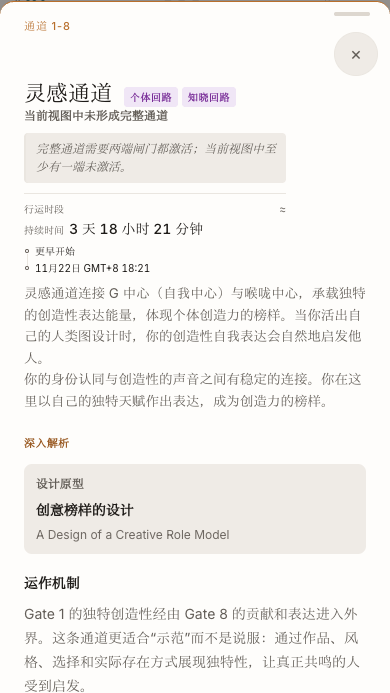 通道 1-8
×
灵感通道 个体回路 知晓回路
当前视图中未形成完整通道
完整通道需要两端闸门都激活；当前视图中至
少有一端未激活。
行运时段 ≈
持续时间 3 天 18 小时 21 分钟
更早开始
11月22日 GMT+8 18:21
灵感通道连接 G 中心（自我中心）与喉咙中心，承载独特
的创造性表达能量，体现个体创造力的榜样。当你活出自
己的人类图设计时，你的创造性自我表达会自然地启发他
人。
你的身份认同与创造性的声音之间有稳定的连接。你在这
里以自己的独特天赋作出表达，成为创造力的榜样。
深入解析
设计原型
创意榜样的设计
A Design of a Creative Role Model
运作机制
Gate 1 的独特创造性经由 Gate 8 的贡献和表达进入外
界。这条通道更适合“示范”而不是说服：通过作品、风
格、选择和实际存在方式展现独特性，让真正共鸣的人
受到启发。